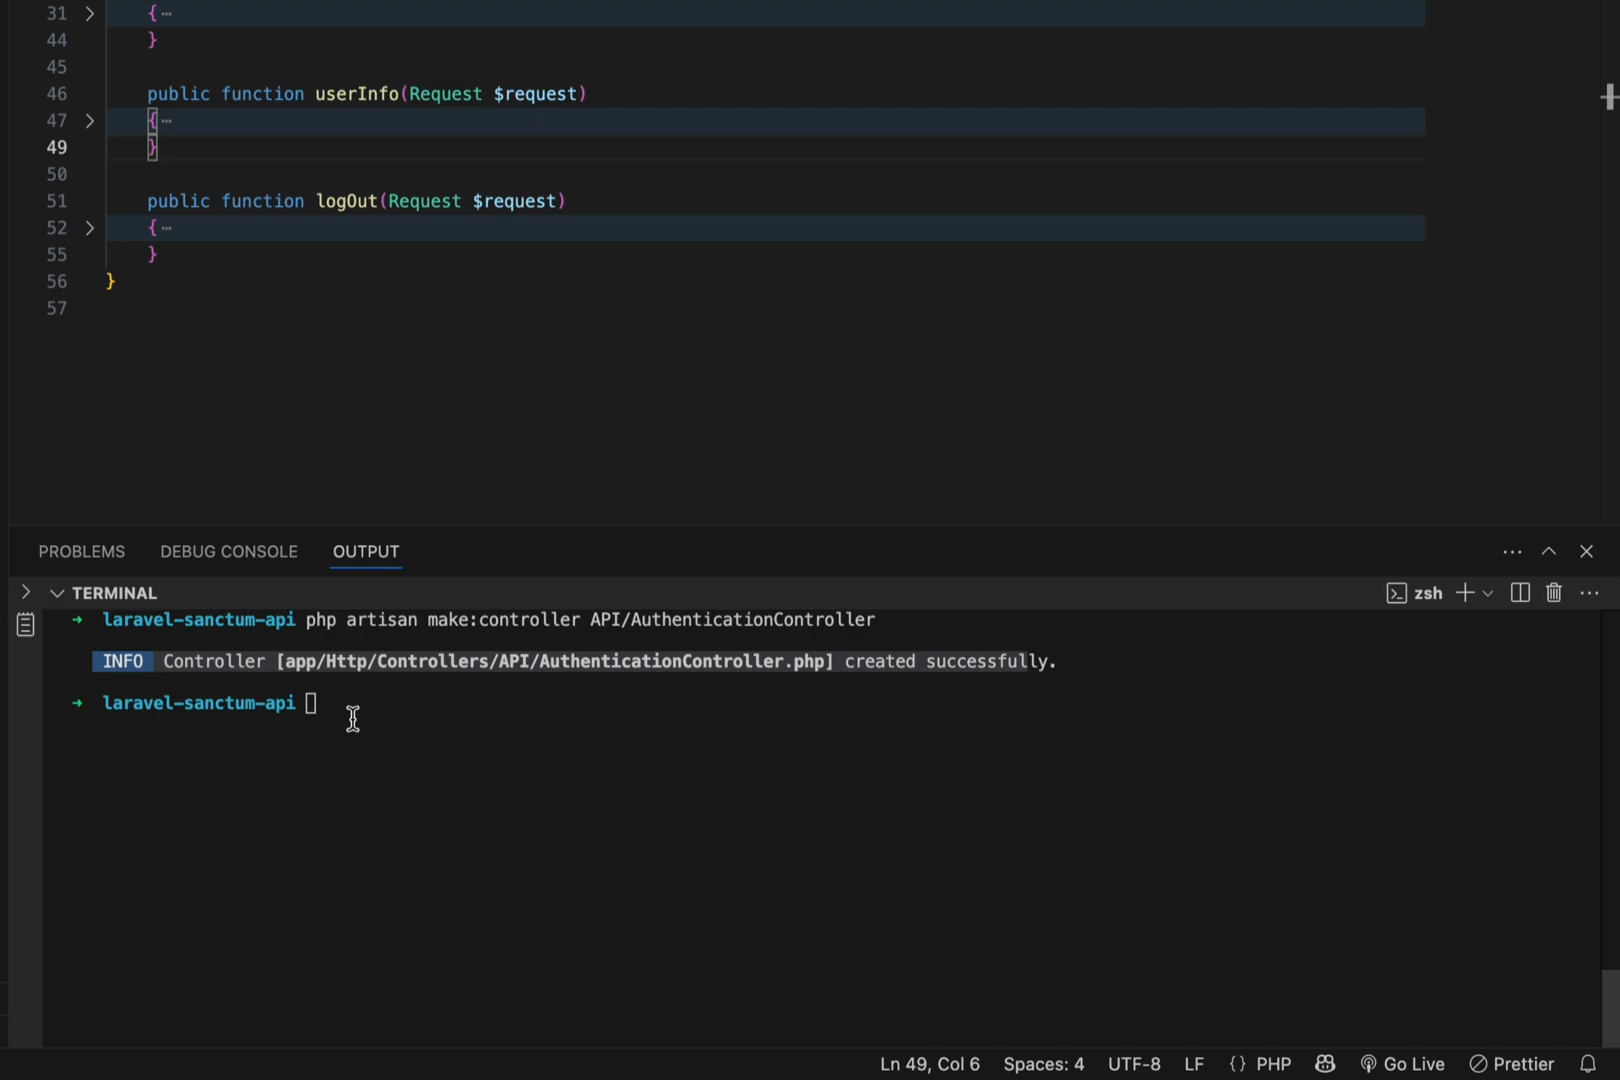 31 { …
44 }
45
46 public function userInfo(Request $request)
47 { …
49 }
50
51 public function logOut(Request $request)
52 { …
55 }
56 }
57
PROBLEMS DEBUG CONSOLE OUTPUT
TERMINAL zsh
➜ laravel-sanctum-api php artisan make:controller API/AuthenticationController
INFO Controller [app/Http/Controllers/API/AuthenticationController.php] created successfully.
➜ laravel-sanctum-api
Ln 49, Col 6 Spaces: 4 UTF-8 LF {} PHP Go Live Prettier